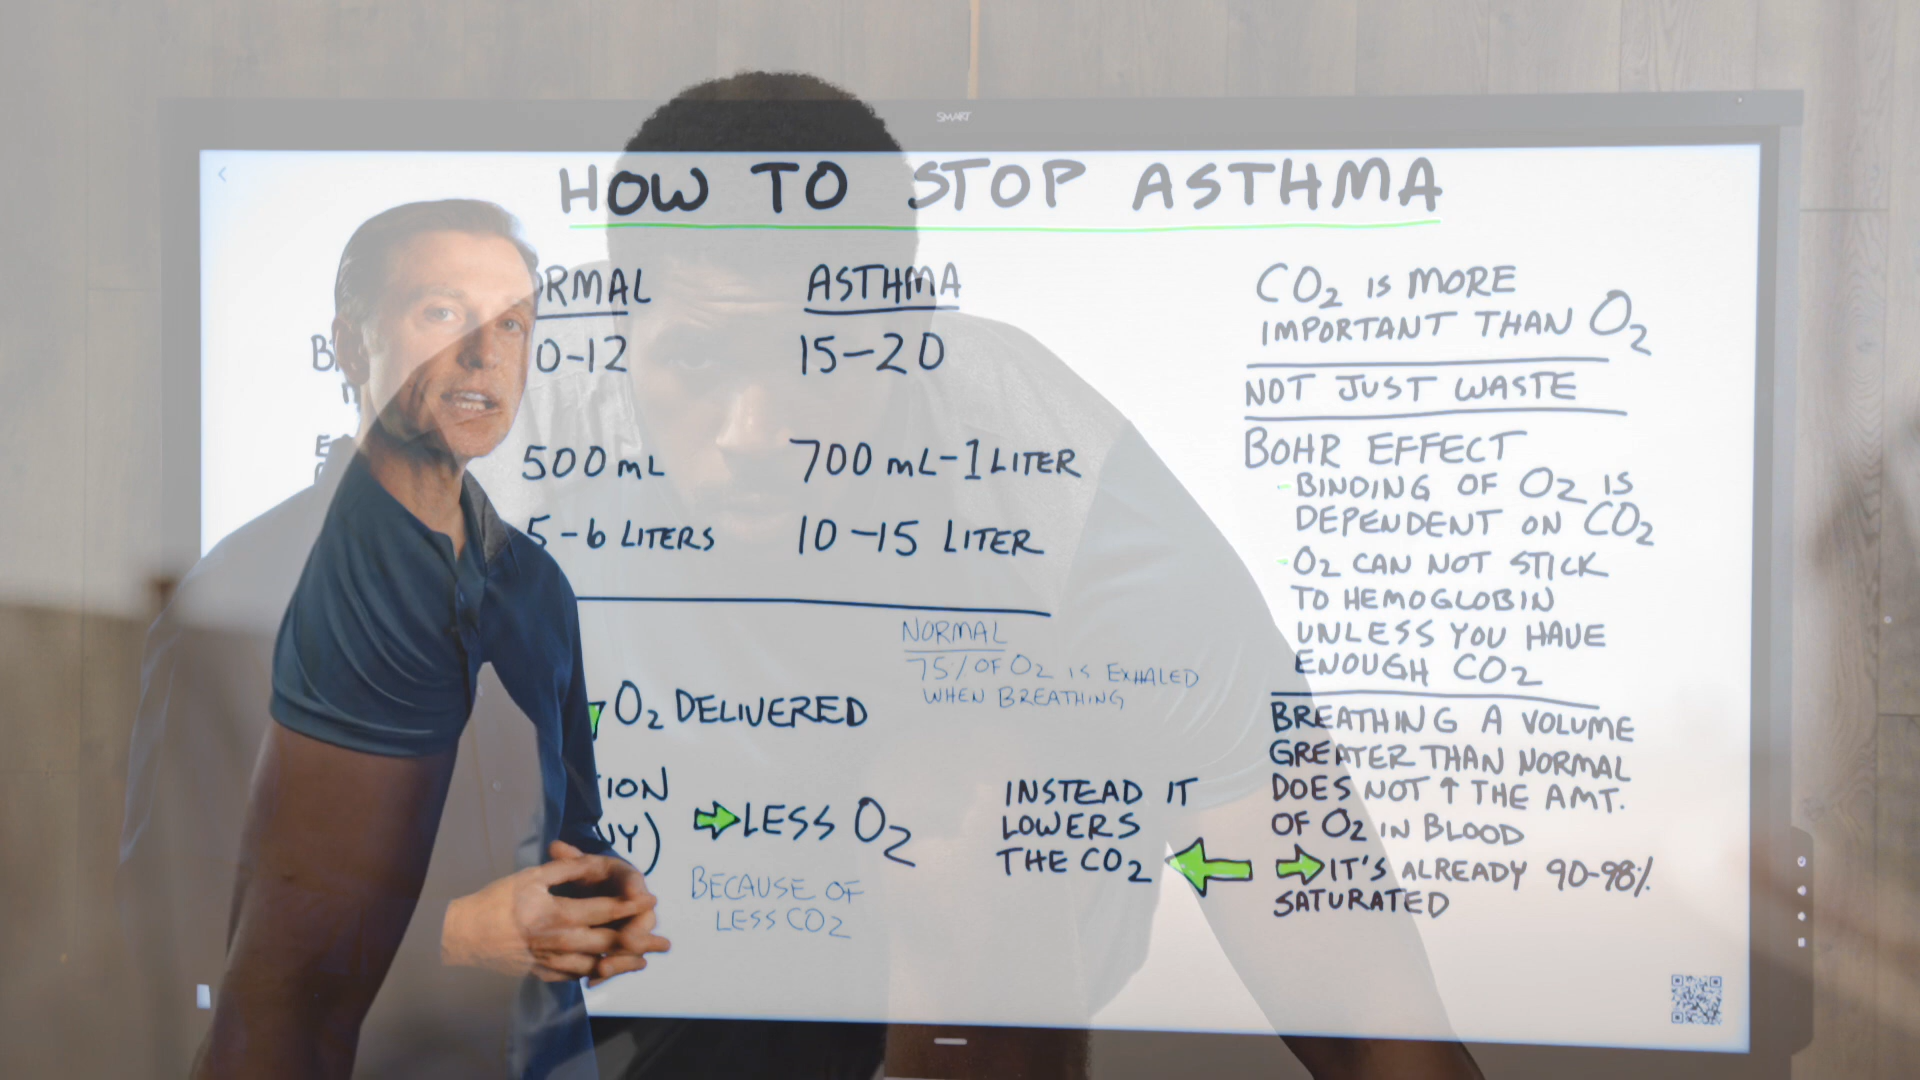 SMART
HOW TO STOP ASTHMA
RMAL
ASTHMA
0-12
15-20
500 mL
700 mL-1 LITER
5-6 LITERS
10-15 LITER
NORMAL
75% OF O2 IS EXHALED
WHEN BREATHING
O2 DELIVERED
ION
LESS O2
BECAUSE OF
LESS CO2
INSTEAD IT
LOWERS
THE CO2
CO2 IS MORE
IMPORTANT THAN O2
NOT JUST WASTE
BOHR EFFECT
-BINDING OF O2 IS
DEPENDENT ON CO2
-O2 CAN NOT STICK
TO HEMOGLOBIN
UNLESS YOU HAVE
ENOUGH CO2
BREATHING A VOLUME
GREATER THAN NORMAL
DOES NOT ↑ THE AMT.
OF O2 IN BLOOD
IT'S ALREADY 90-98%
SATURATED